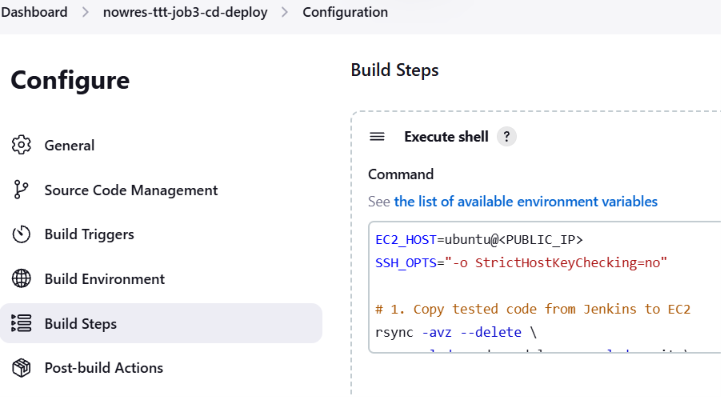 Dashboard > nowres-ttt-job3-cd-deploy > Configuration
Configure
General
Source Code Management
Build Triggers
Build Environment
Build Steps
Post-build Actions
Build Steps
Execute shell ?
Command
See the list of available environment variables
EC2_HOST=ubuntu@<PUBLIC_IP>
SSH_OPTS="-o StrictHostKeyChecking=no"
# 1. Copy tested code from Jenkins to EC2
rsync -avz --delete \